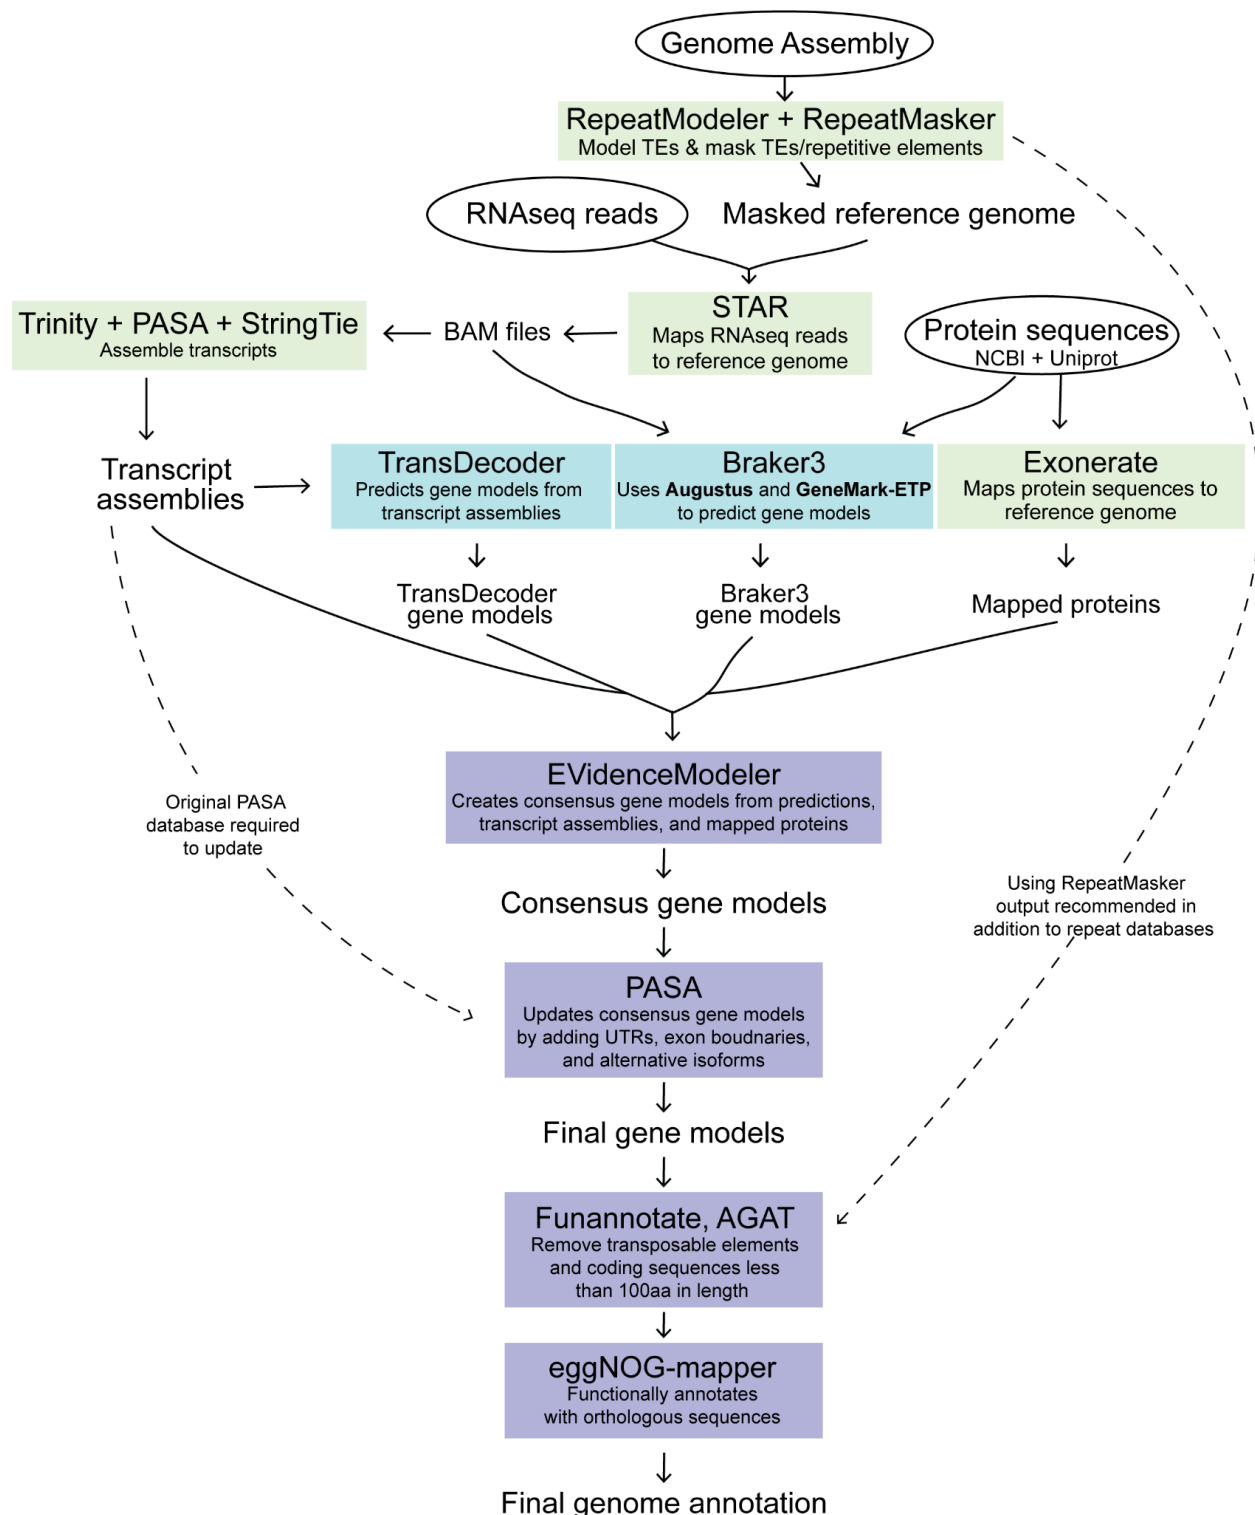 Genome Assembly
RepeatModeler + RepeatMasker
Model TEs & mask TEs/repetitive elements
RNAseq reads
Masked reference genome
Trinity + PASA + StringTie
Assemble transcripts
BAM files
STAR
Maps RNAseq reads
to reference genome
Protein sequences
NCBI + Uniprot
Transcript
assemblies
TransDecoder
Predicts gene models from
transcript assemblies
Braker3
Uses Augustus and GeneMark-ETP
to predict gene models
Exonerate
Maps protein sequences to
reference genome
TransDecoder
gene models
Braker3
gene models
Mapped proteins
EVidenceModeler
Creates consensus gene models from predictions,
transcript assemblies, and mapped proteins
Original PASA
database required
to update
Consensus gene models
Using RepeatMasker
output recommended in
addition to repeat databases
PASA
Updates consensus gene models
by adding UTRs, exon boudnaries,
and alternative isoforms
Final gene models
Funannotate, AGAT
Remove transposable elements
and coding sequences less
than 100aa in length
eggNOG-mapper
Functionally annotates
with orthologous sequences
Final genome annotation